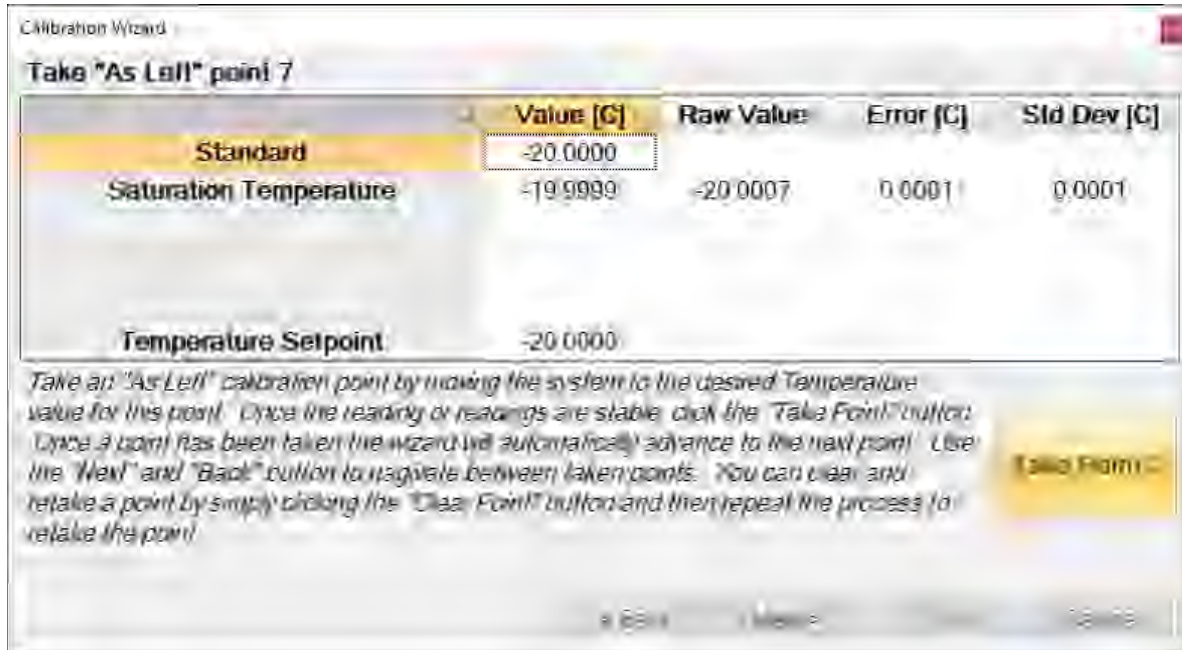 Calibration Wizard
Take "As Left" point 7
Value [C] Raw Value Error [C] Std Dev [C]
Standard -20.0000
Saturation Temperature -19.9999 -20.0007 0.0001 0.0001
Temperature Setpoint -20.0000
Take an "As Left" calibration point by moving the system to the desired Temperature
value for this point. Once the reading or readings are stable, click the "Take Point" button.
Once a point has been taken the wizard will automatically advance to the next point. Use
the "Next" and "Back" button to navigate between taken points. You can clear and
retake a point by simply clicking the "Clear Point" button and then repeat the process to
retake the point.
Take Point